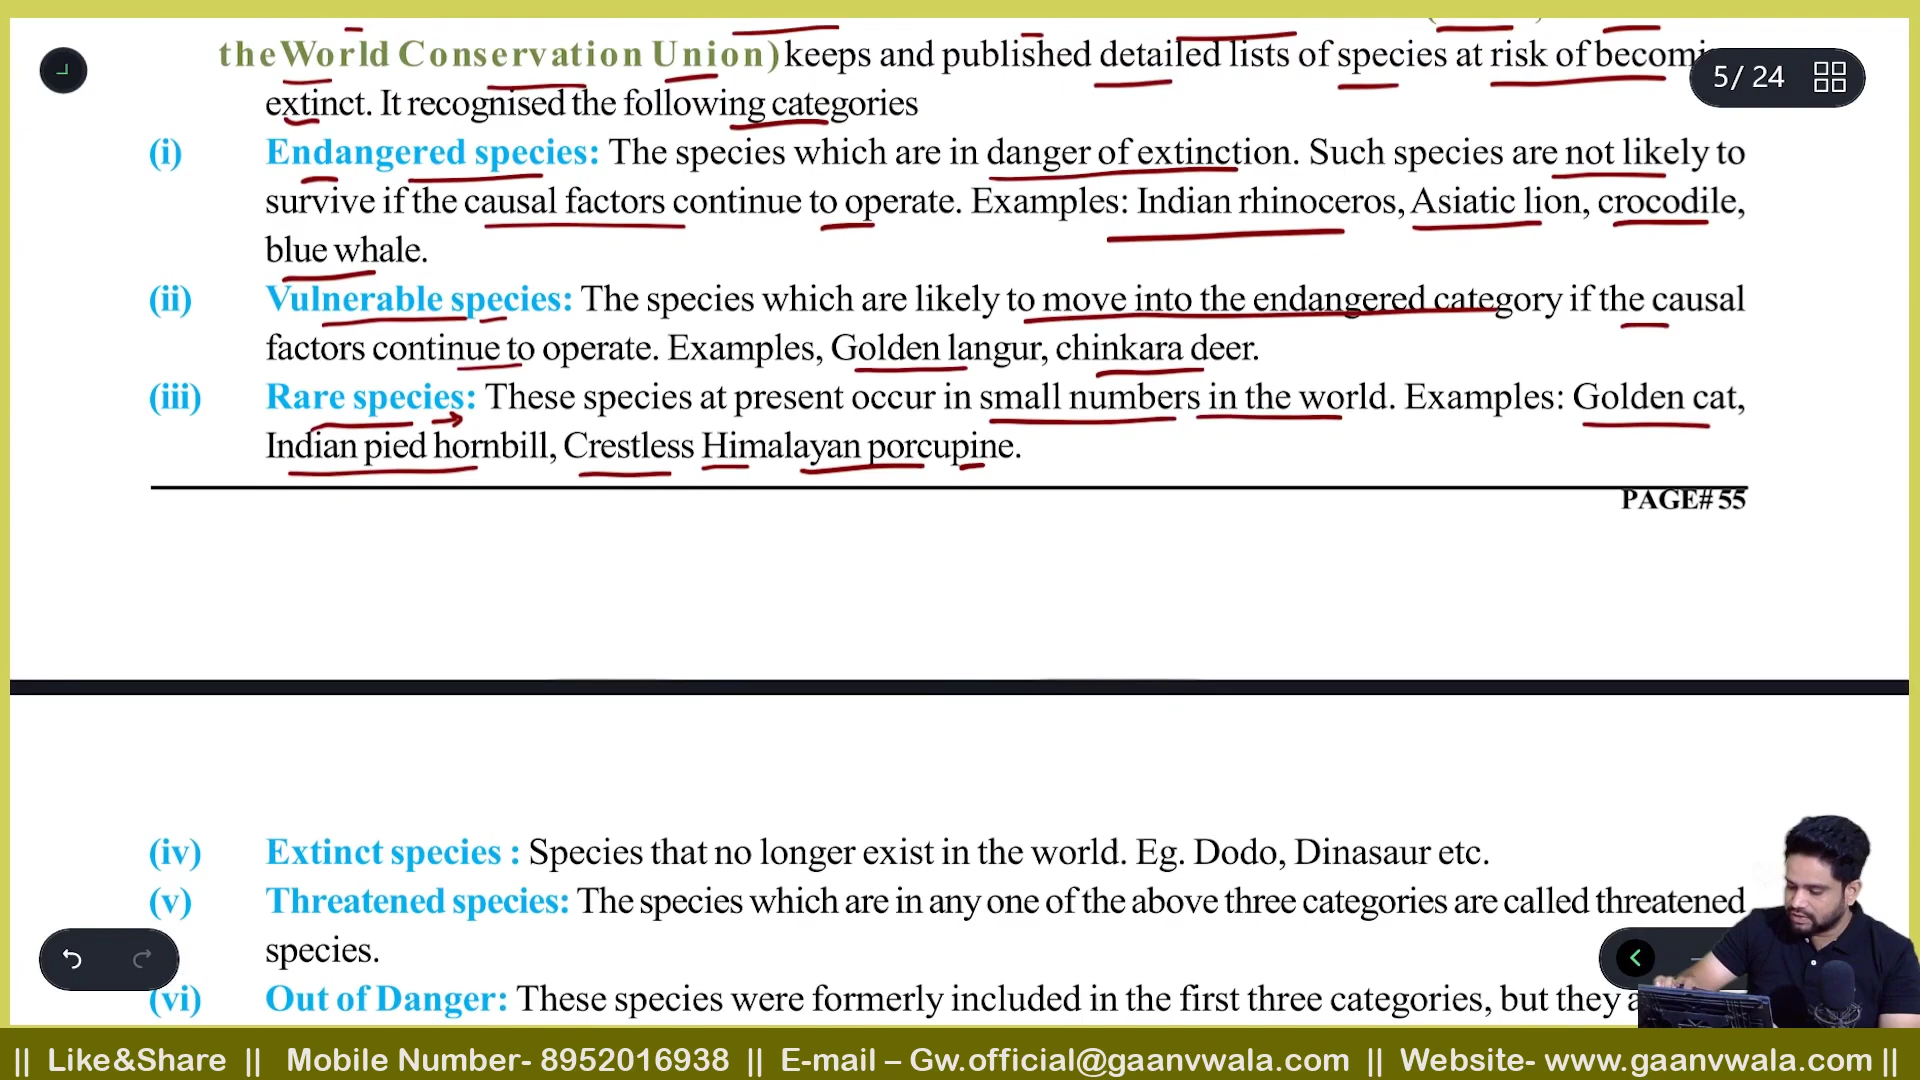 the World Conservation Union) keeps and published detailed lists of species at risk of
5/ 24
extinct. It recognised the following categories
(i) Endangered species: The species which are in danger of extinction. Such species are not likely to
survive if the causal factors continue to operate. Examples: Indian rhinoceros, Asiatic lion, crocodile,
blue whale.
(ii) Vulnerable species: The species which are likely to move into the endangered category if the causal
factors continue to operate. Examples, Golden langur, chinkara deer.
(iii) Rare species: These species at present occur in small numbers in the world. Examples: Golden cat,
Indian pied hornbill, Crestless Himalayan porcupine.
PAGE# 55
(iv) Extinct species : Species that no longer exist in the world. Eg. Dodo, Dinasaur etc.
(v) Threatened species: The species which are in any one of the above three categories are called threatened
species.
(vi) Out of Danger: These species were formerly included in the first three categories, but they
|| Like&Share || Mobile Number- 8952016938 || E-mail – Gw.official@gaanvwala.com || Website- www.gaanvwala.com ||